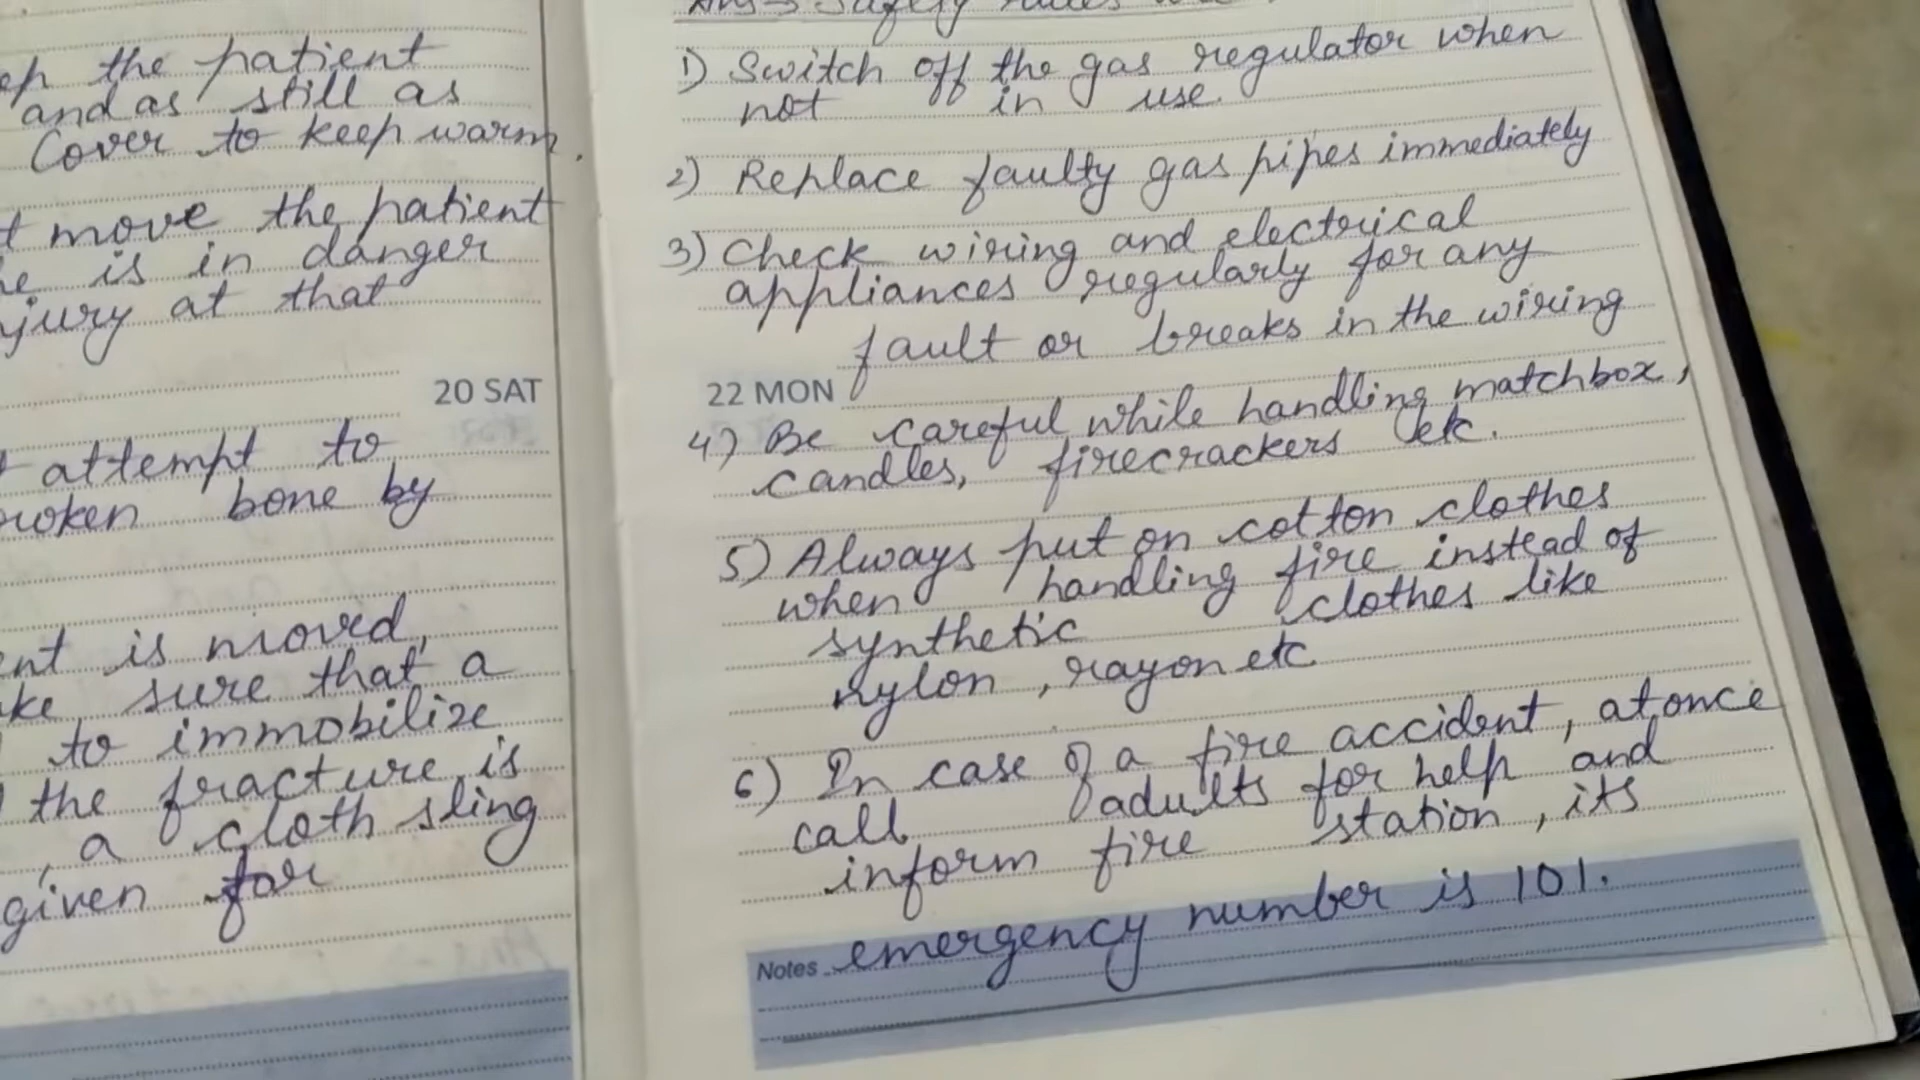 the patient
and as still as
Cover to keep warm.
move the patient
is in danger
at that
20 SAT
attempt to
bone by
is moved,
sure that a
to immobilize
the fracture is
, a cloth sling
given for
Ans → Safety rules
1) Switch off the gas regulator when
not in use.
2) Replace faulty gas pipes immediately
3) Check wiring and electrical
appliances regularly for any
fault or breaks in the wiring
22 MON
4) Be careful while handling matchbox,
candles, firecrackers etc.
5) Always put on cotton clothes
when handling fire instead of
synthetic clothes like
nylon, rayon etc
6) In case of a fire accident, at once
call adults for help and
inform fire station, its
Notes emergency number is 101.